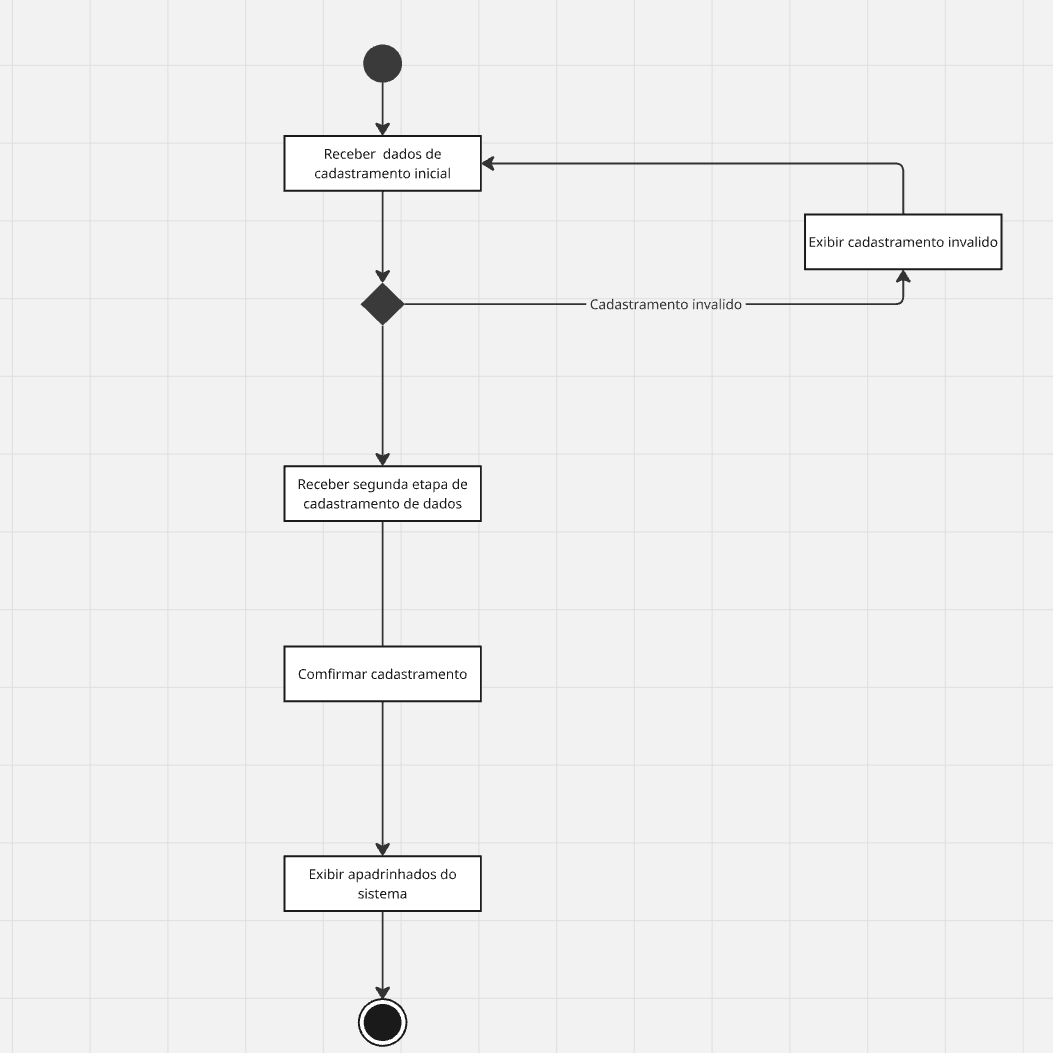 Receber  dados de
cadastramento inicial
Exibir cadastramento invalido
Cadastramento invalido
Receber segunda etapa de
cadastramento de dados
Comfirmar cadastramento
Exibir apadrinhados do
sistema